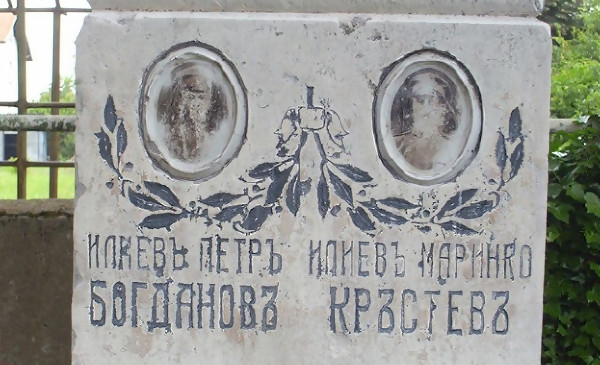 ИЛКЕВЪ ПЕТРЪ
БОГДАНОВЪ
ИЛИЕВЪ МАРИНКО
КРЪСТЕВЪ